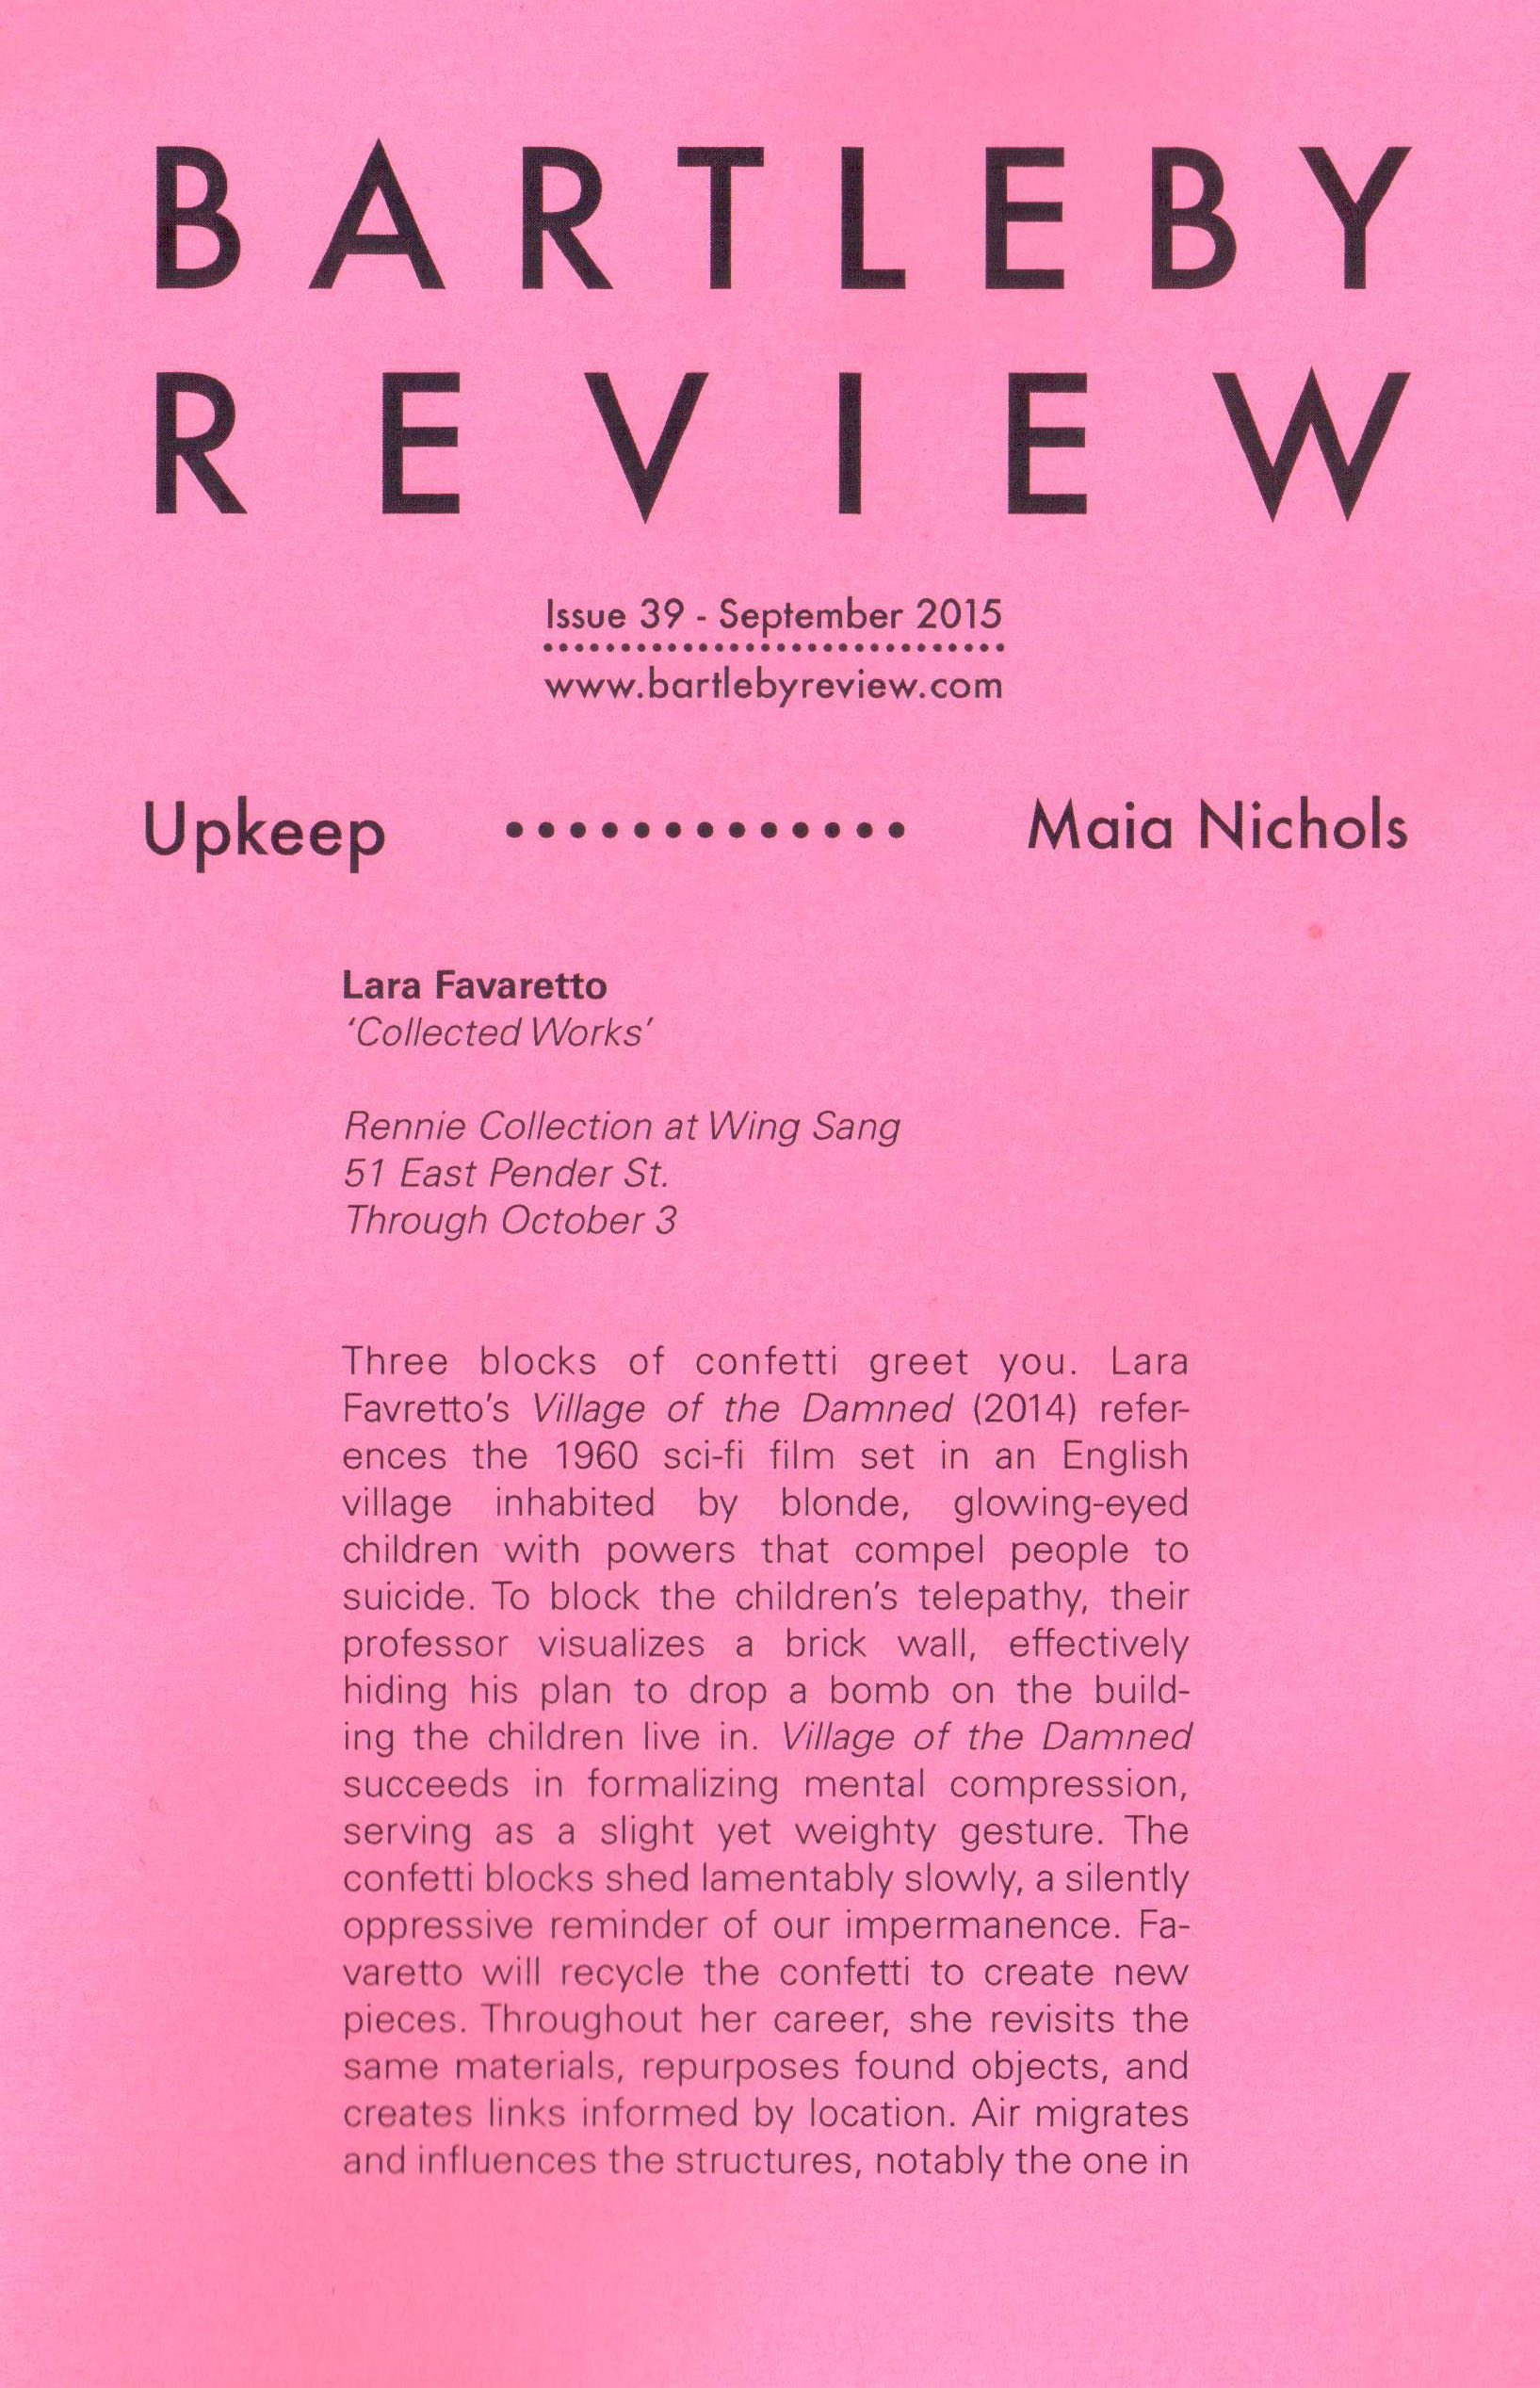 BARTLEBY
REVIEW
Issue 39 - September 2015
www.bartlebyreview.com
Upkeep ............. Maia Nichols
Lara Favaretto
‘Collected Works’
Rennie Collection at Wing Sang
51 East Pender St.
Through October 3
Three blocks of confetti greet you. Lara
Favretto’s Village of the Damned (2014) refer-
ences the 1960 sci-fi film set in an English
village inhabited by blonde, glowing-eyed
children with powers that compel people to
suicide. To block the children’s telepathy, their
professor visualizes a brick wall, effectively
hiding his plan to drop a bomb on the build-
ing the children live in. Village of the Damned
succeeds in formalizing mental compression,
serving as a slight yet weighty gesture. The
confetti blocks shed lamentably slowly, a silently
oppressive reminder of our impermanence. Fa-
varetto will recycle the confetti to create new
pieces. Throughout her career, she revisits the
same materials, repurposes found objects, and
creates links informed by location. Air migrates
and influences the structures, notably the one in